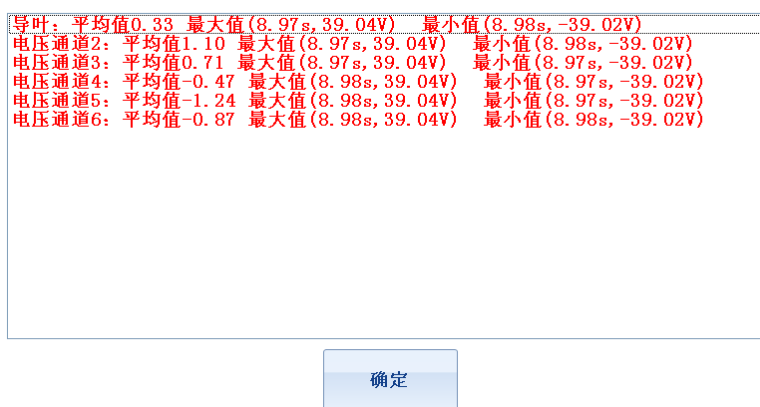 导叶：平均值0.33 最大值(8.97s,39.04V) 最小值(8.98s,-39.02V)
电压通道2：平均值1.10 最大值(8.97s,39.04V) 最小值(8.98s,-39.02V)
电压通道3：平均值0.71 最大值(8.97s,39.04V) 最小值(8.97s,-39.02V)
电压通道4：平均值-0.47 最大值(8.98s,39.04V) 最小值(8.97s,-39.02V)
电压通道5：平均值-1.24 最大值(8.98s,39.04V) 最小值(8.97s,-39.02V)
电压通道6：平均值-0.87 最大值(8.98s,39.04V) 最小值(8.98s,-39.02V)
确定